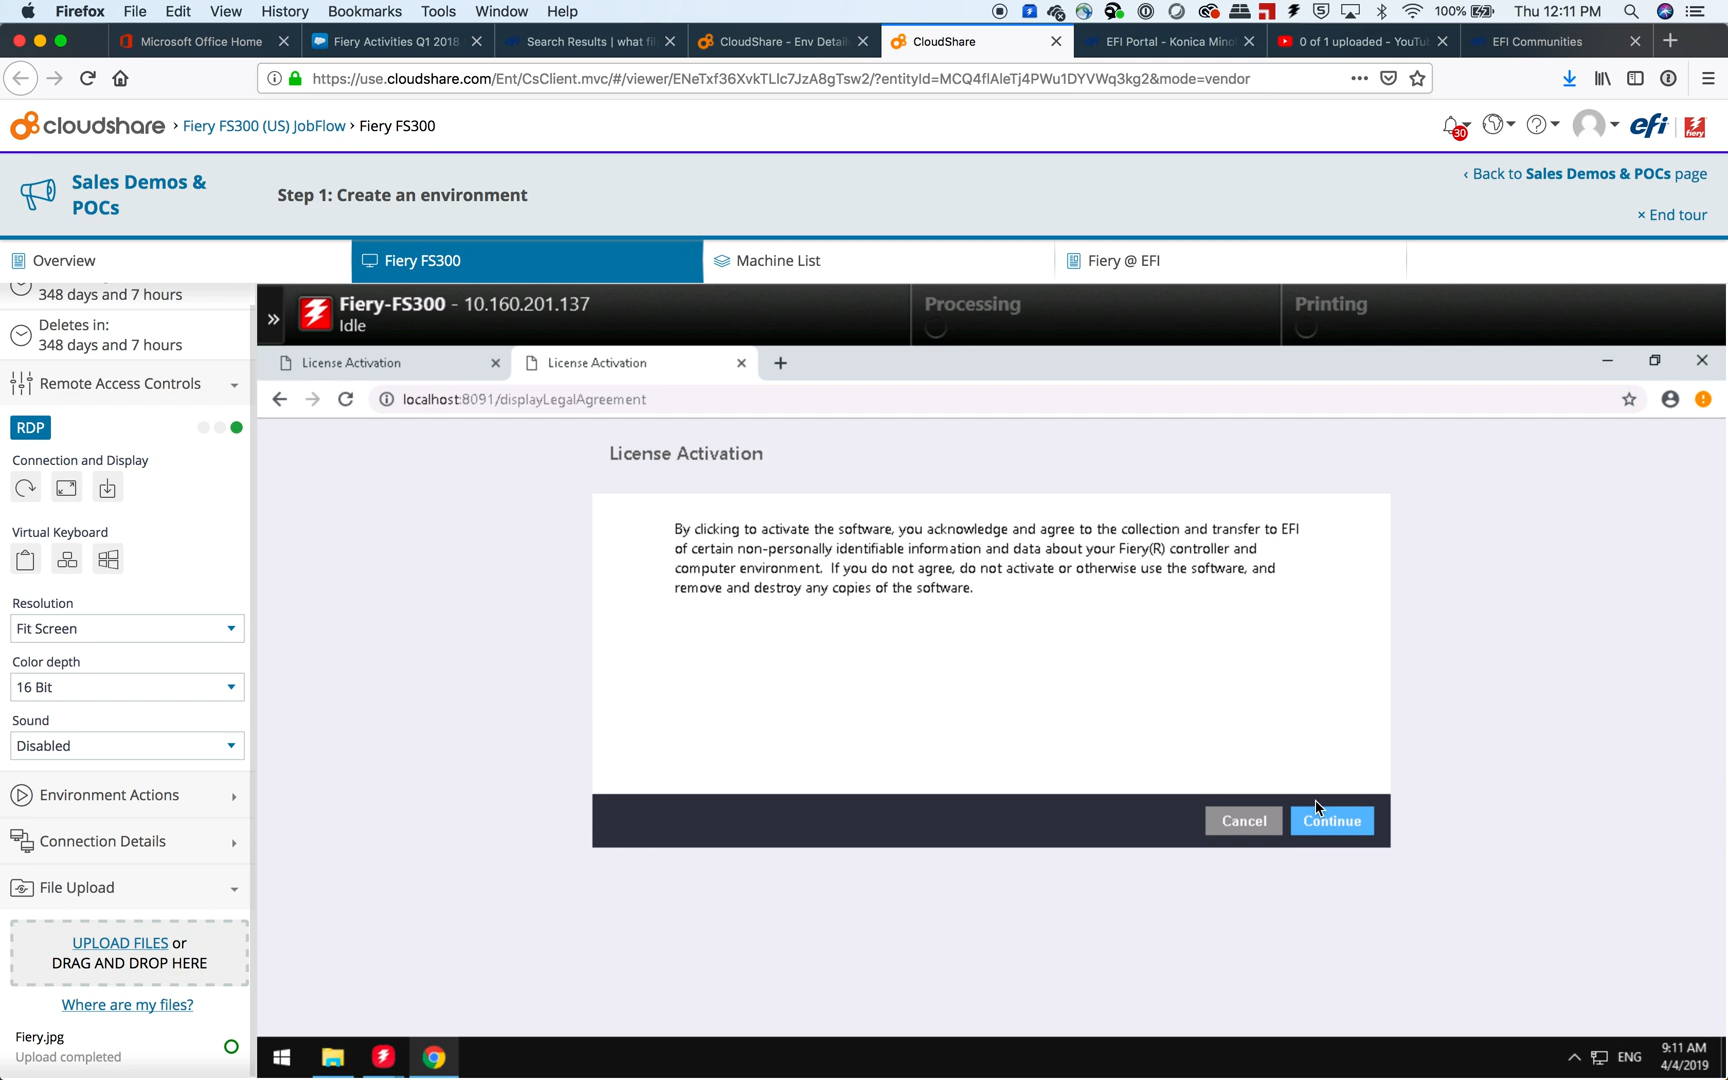 Firefox File Edit View History Bookmarks Tools Window Help 100% Thu 12:11 PM
Microsoft Office Home Fiery Activities Q1 2018 Search Results | what fil CloudShare - Env Detail CloudShare EFI Portal - Konica Mino 0 of 1 uploaded - YouTu EFI Communities
https://use.cloudshare.com/Ent/CsClient.mvc/#/viewer/ENeTxf36XvkTLlc7JzA8gTsw2/?entityId=MCQ4flAleTj4PWu1DYVWq3kg2&mode=vendor
cloudshare › Fiery FS300 (US) JobFlow › Fiery FS300 30 efi fiery
Sales Demos &
POCs
Step 1: Create an environment
‹ Back to Sales Demos & POCs page
× End tour
Overview Fiery FS300 Machine List Fiery @ EFI
348 days and 7 hours
Deletes in:
348 days and 7 hours
Remote Access Controls
RDP
Connection and Display
Virtual Keyboard
Resolution
Fit Screen
Color depth
16 Bit
Sound
Disabled
Environment Actions
Connection Details
File Upload
UPLOAD FILES or
DRAG AND DROP HERE
Where are my files?
Fiery.jpg
Upload completed
» Fiery-FS300 - 10.160.201.137
Idle
Processing
Printing
License Activation License Activation
localhost:8091/displayLegalAgreement
License Activation
By clicking to activate the software, you acknowledge and agree to the collection and transfer to EFI
of certain non-personally identifiable information and data about your Fiery(R) controller and
computer environment. If you do not agree, do not activate or otherwise use the software, and
remove and destroy any copies of the software.
Cancel Continue
ENG
9:11 AM
4/4/2019